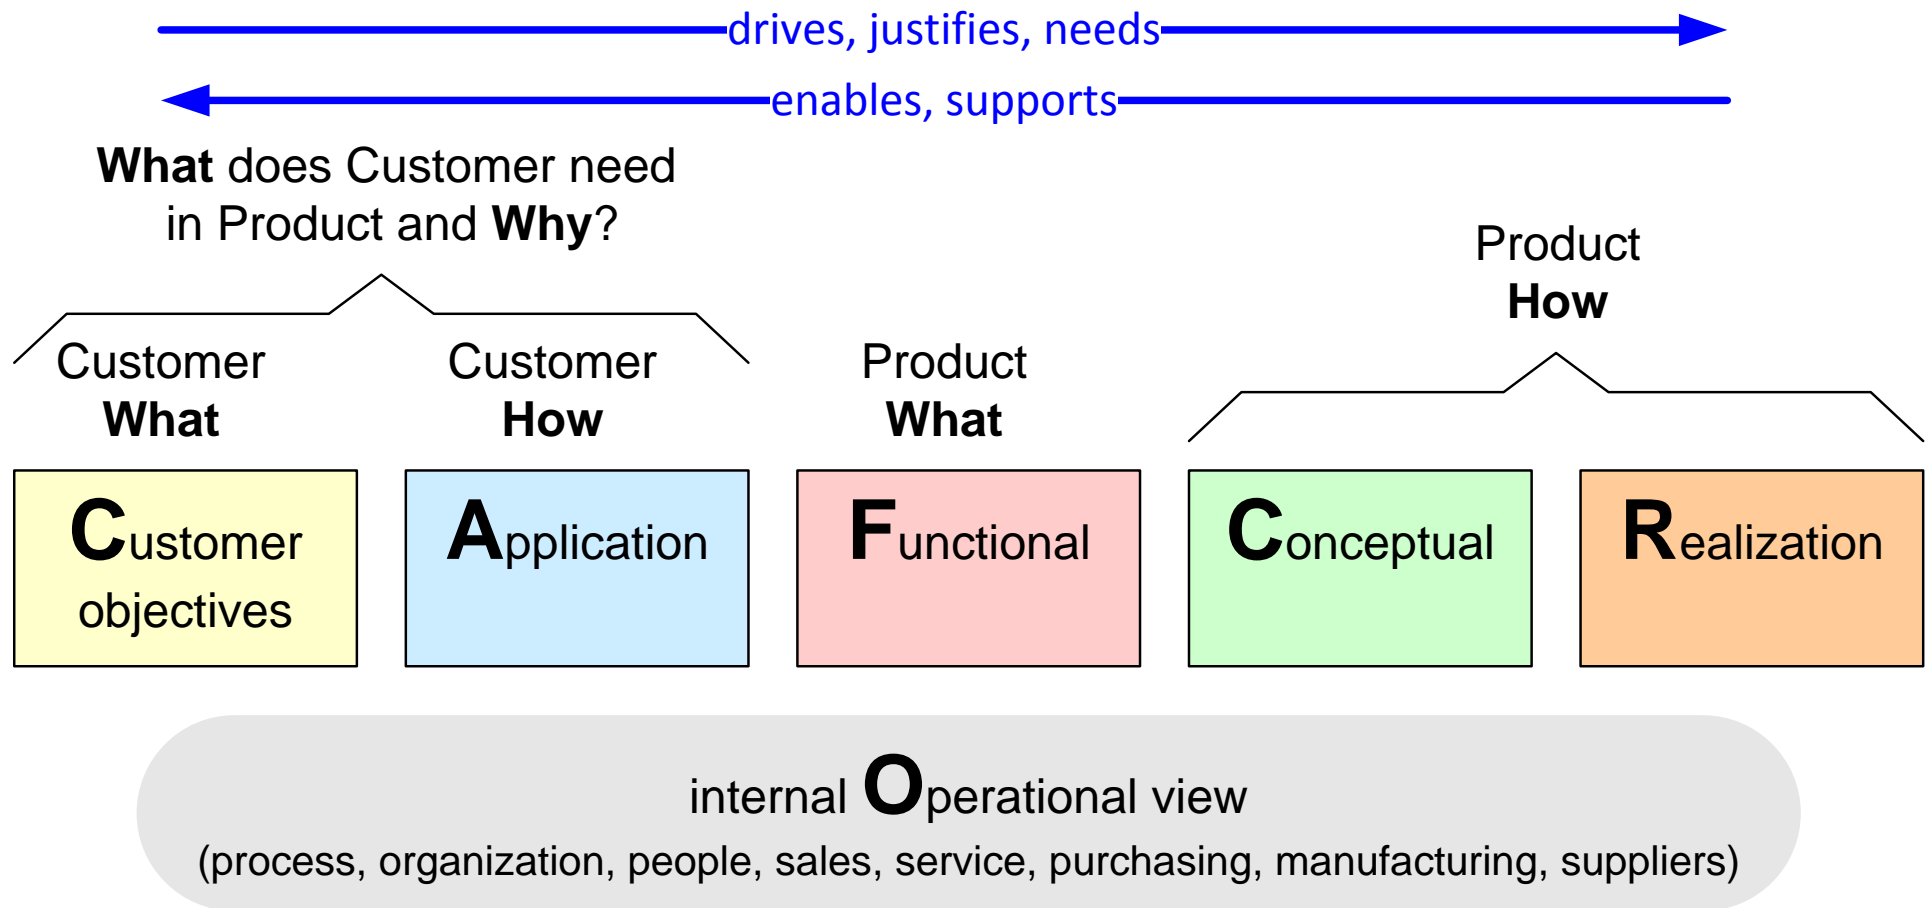 drives, justifies, needs
enables, supports
What does Customer need
in Product and Why?
Product
How
Customer
What
Customer
How
Product
What
Customer
objectives
Application
Functional
Conceptual
Realization
internal Operational view
(process, organization, people, sales, service, purchasing, manufacturing, suppliers)